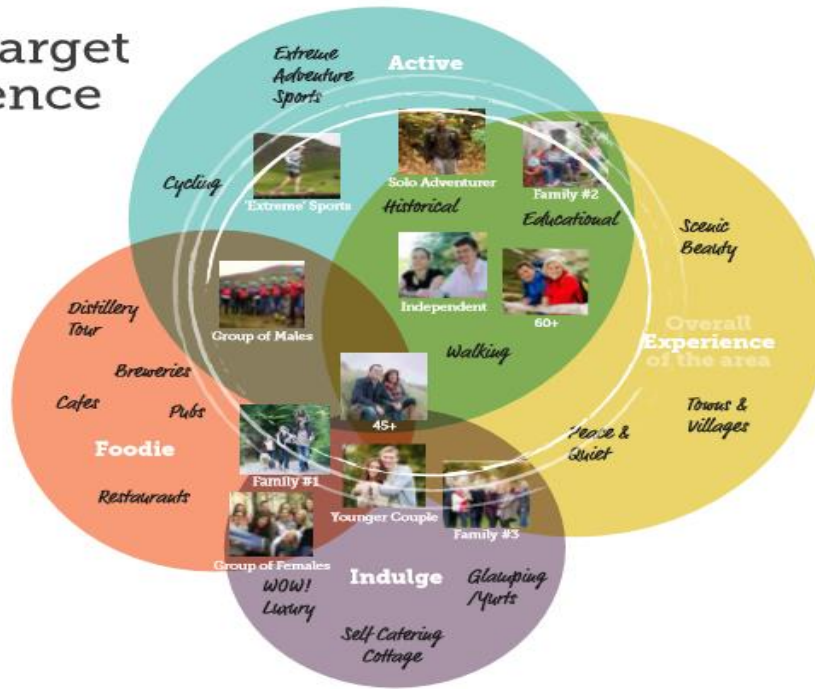 arget
ence
Extreme
Adventure
Sports
Active
Cycling
'Extreme' Sports
Solo Adventurer
Historical
Family #2
Educational
Scenic
Beauty
Independent
60+
Distillery
Tour
Group of Males
Walking
Overall
Experience
of the area
Breweries
Cafes
Pubs
45+
Towns &
Villages
Peace &
Quiet
Foodie
Restaurants
Family #1
Younger Couple
Family #3
Group of Females
Indulge
WOW!
Luxury
Glamping
/Yurts
Self Catering
Cottage